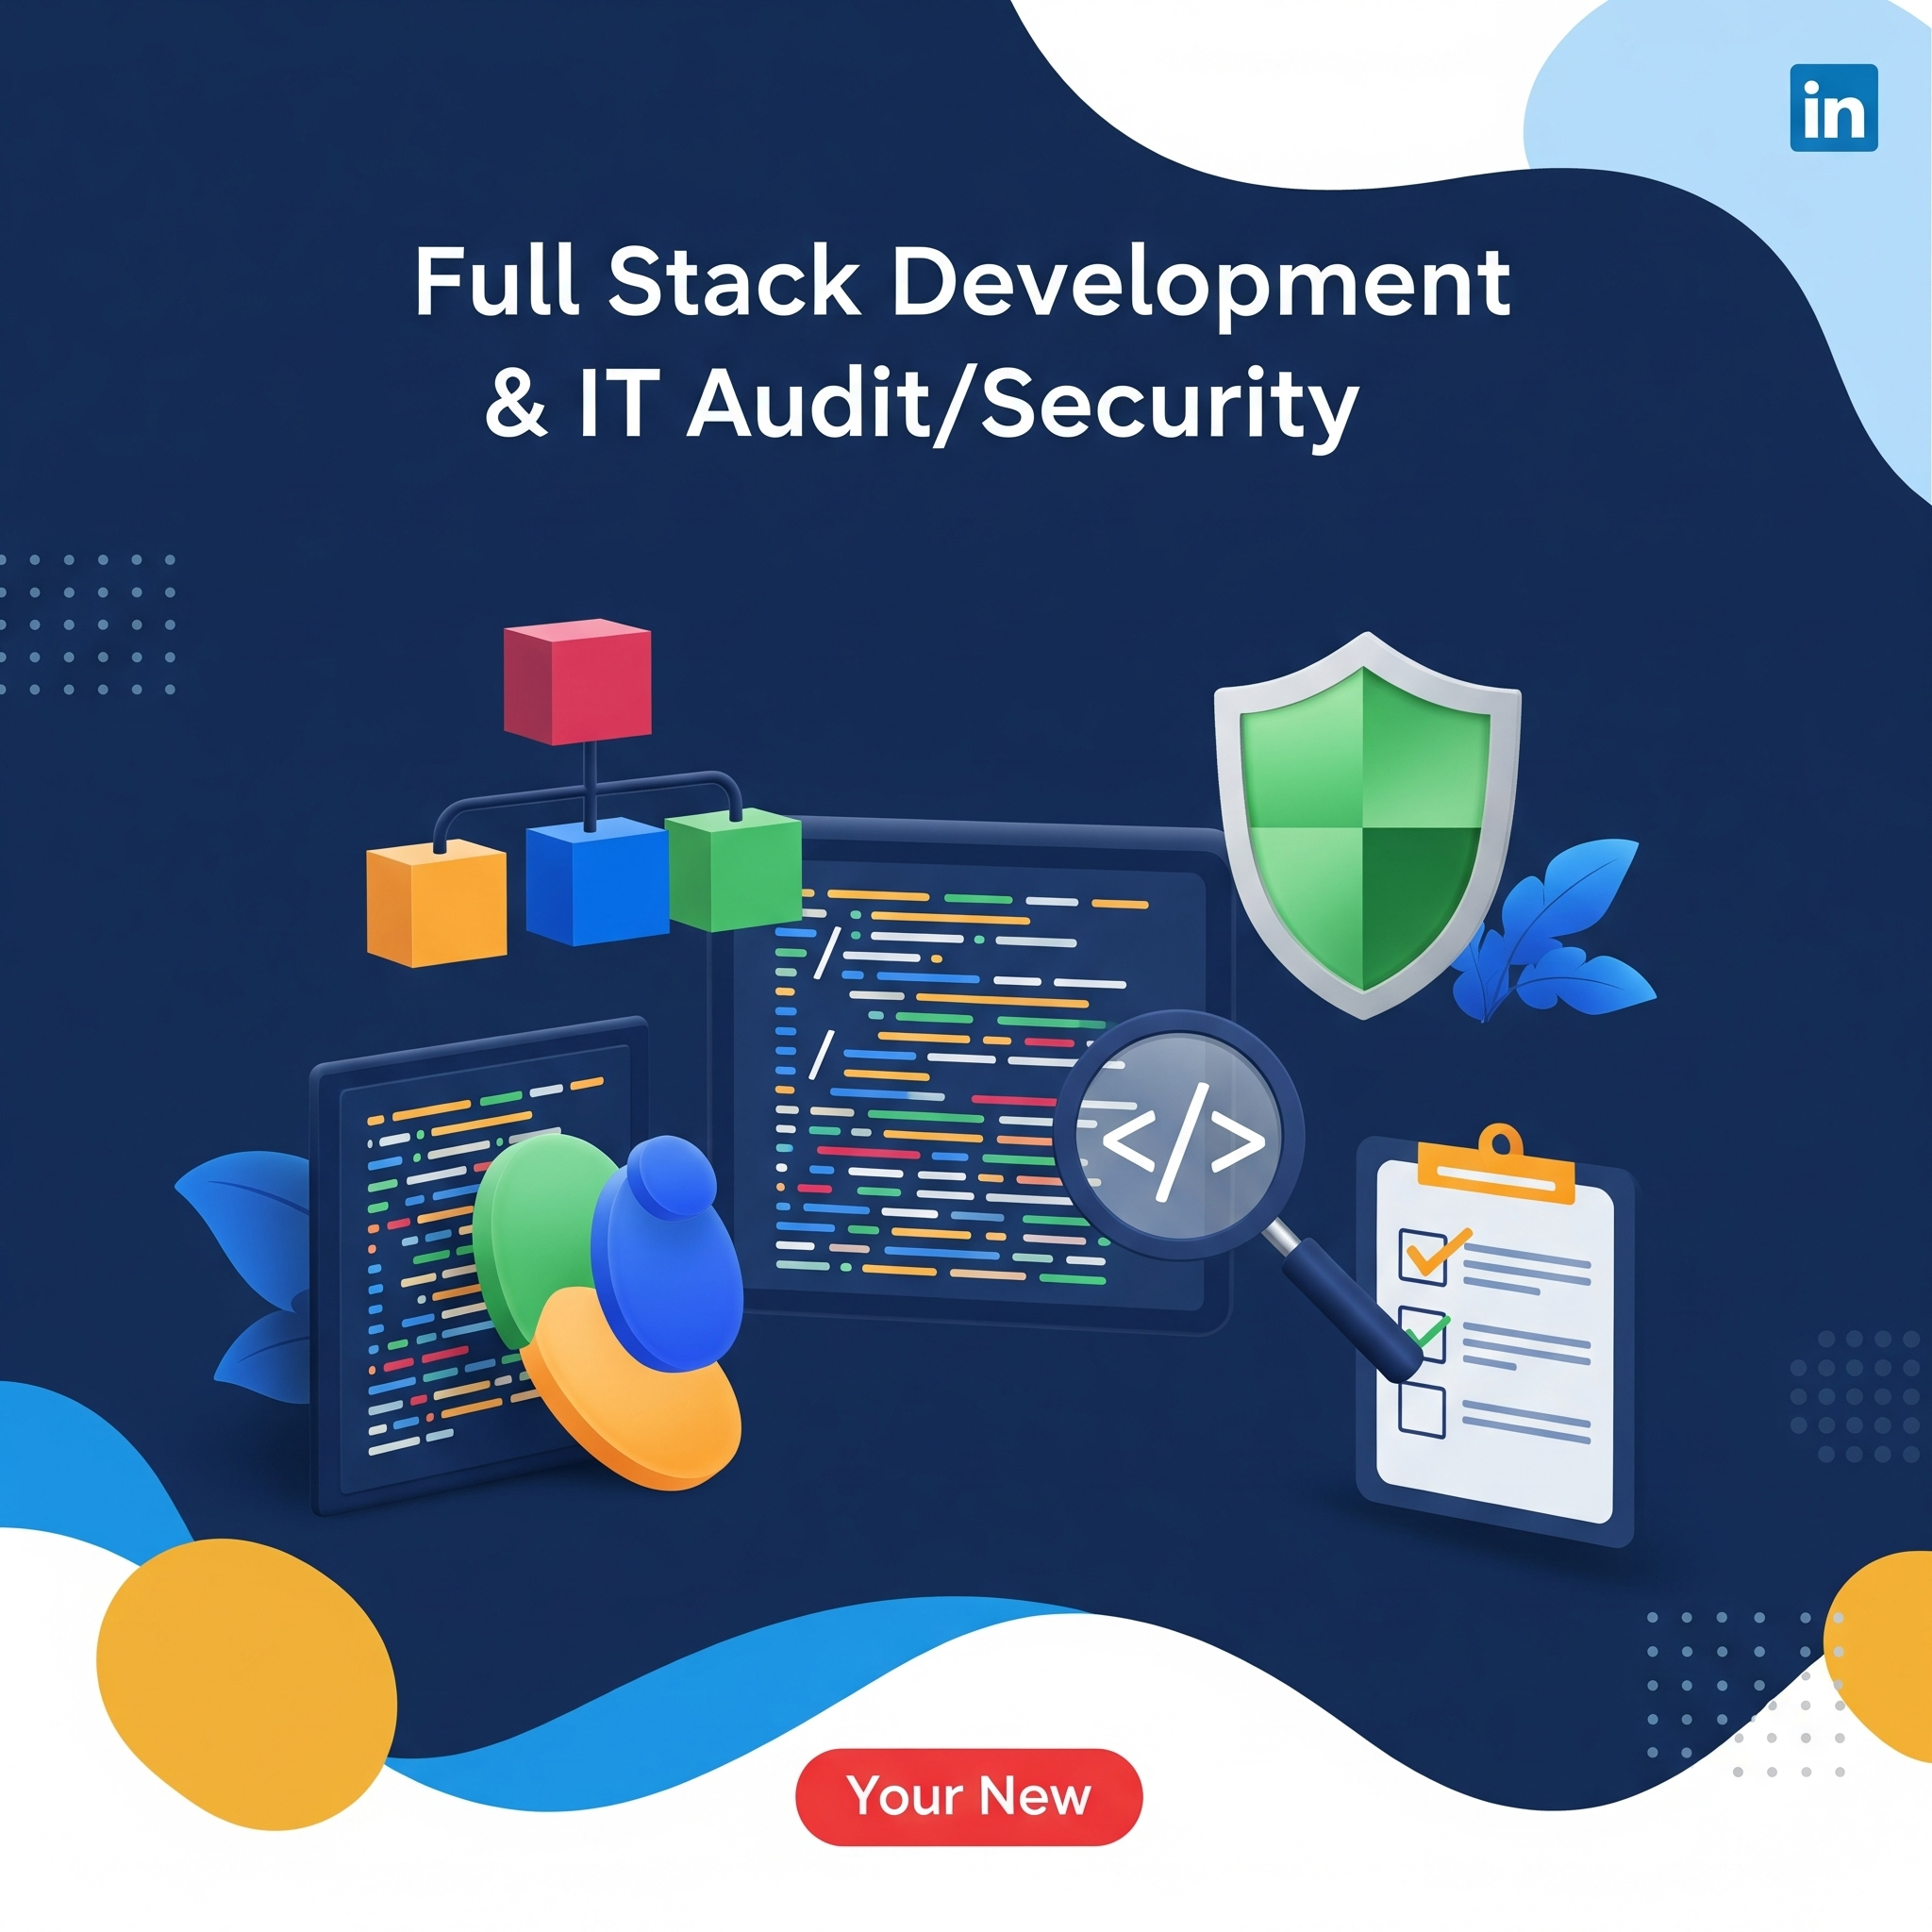 in
Full Stack Development
& IT Audit/Security
</>
Your New